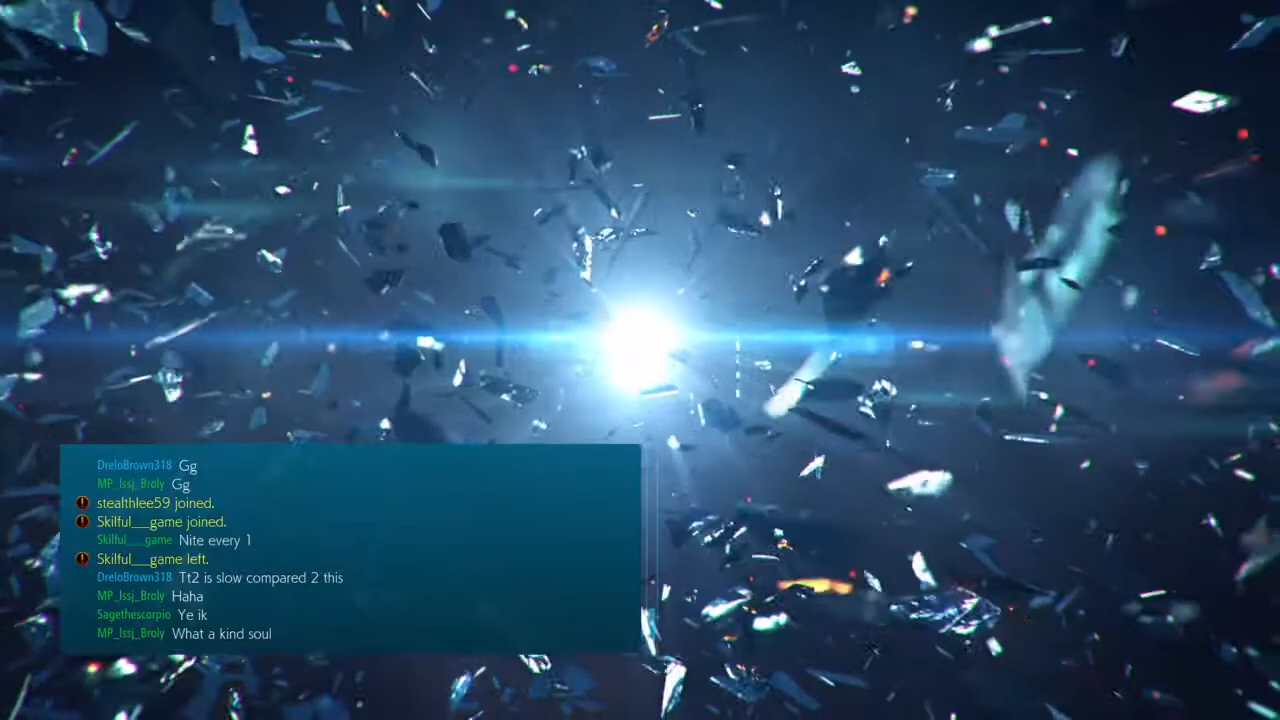 DreloBrown318 Gg
MP_Issj_Broly Gg
stealthlee59 joined.
Skilful___game joined.
Skilful___game Nite every 1
Skilful___game left.
DreloBrown318 Tt2 is slow compared 2 this
MP_Issj_Broly Haha
Sagethescorpio Ye ik
MP_Issj_Broly What a kind soul